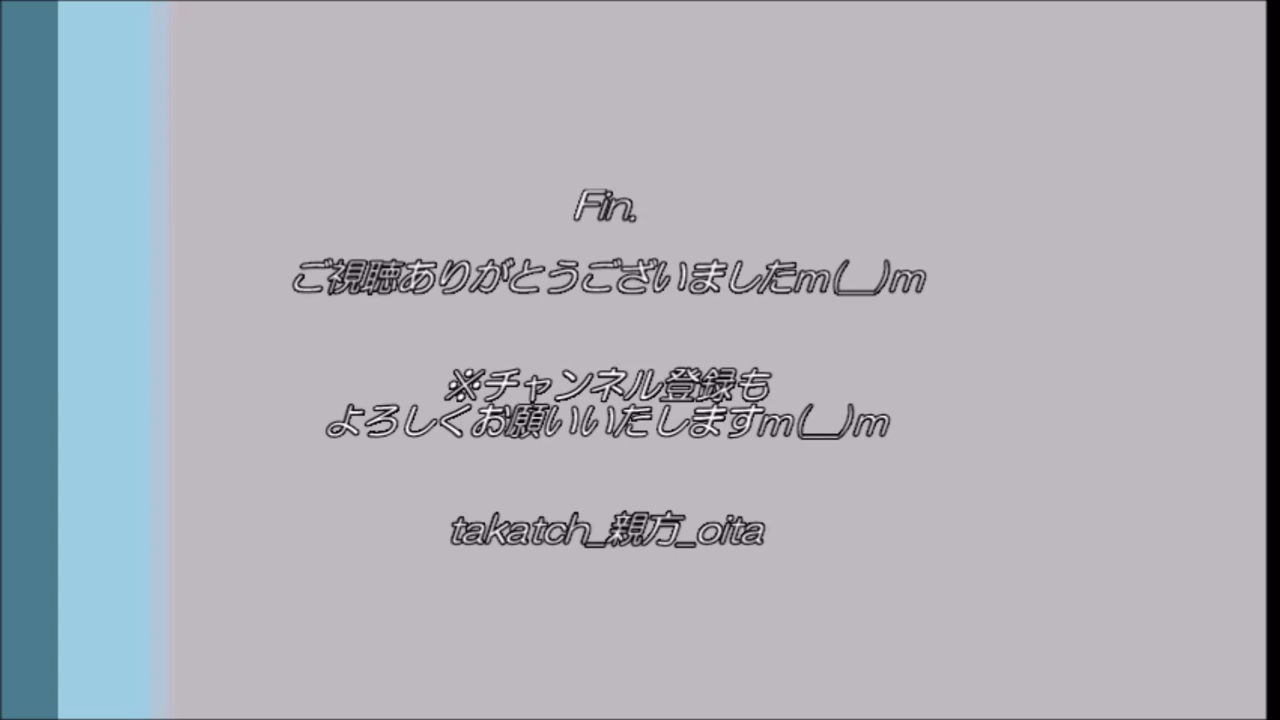 Fin.
ご視聴ありがとうございましたm(__)m
※チャンネル登録も
よろしくお願いいたしますm(__)m
takatch_親方_oita